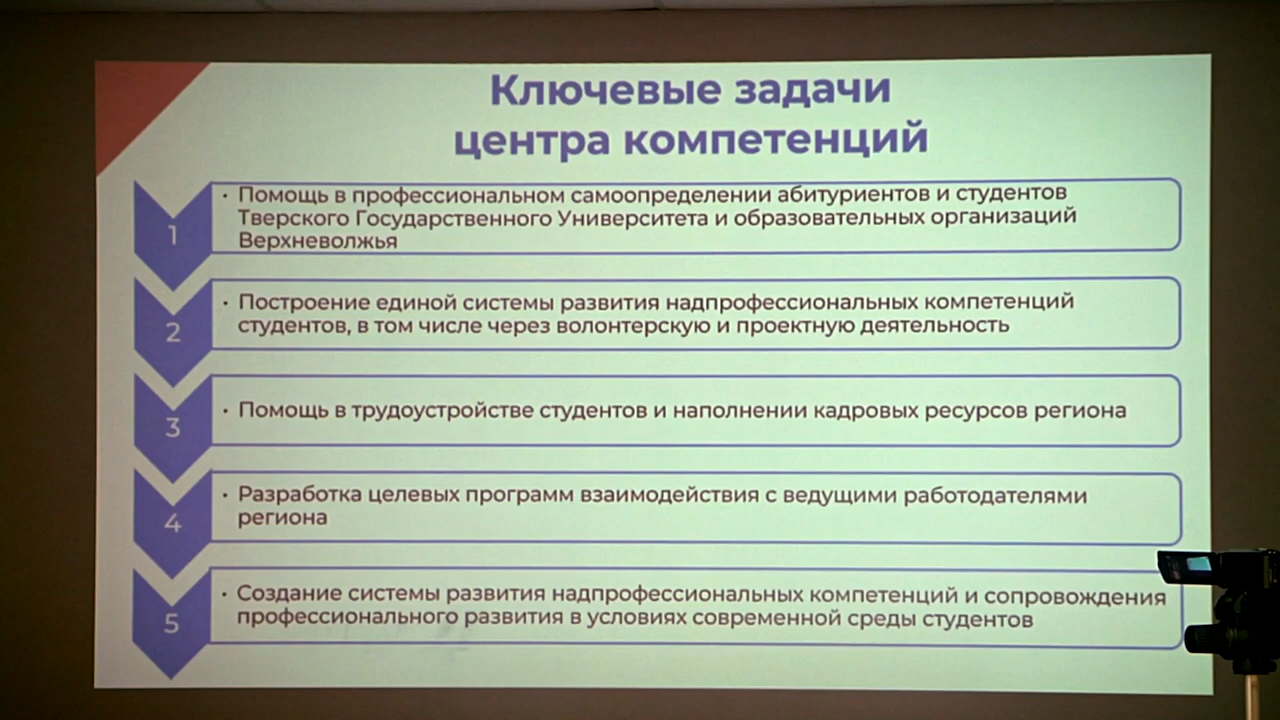 Ключевые задачи
центра компетенций
1
• Помощь в профессиональном самоопределении абитуриентов и студентов
Тверского Государственного Университета и образовательных организаций
Верхневолжья
2
• Построение единой системы развития надпрофессиональных компетенций
студентов, в том числе через волонтерскую и проектную деятельность
3
• Помощь в трудоустройстве студентов и наполнении кадровых ресурсов региона
4
• Разработка целевых программ взаимодействия с ведущими работодателями
региона
5
• Создание системы развития надпрофессиональных компетенций и сопровождения
профессионального развития в условиях современной среды студентов